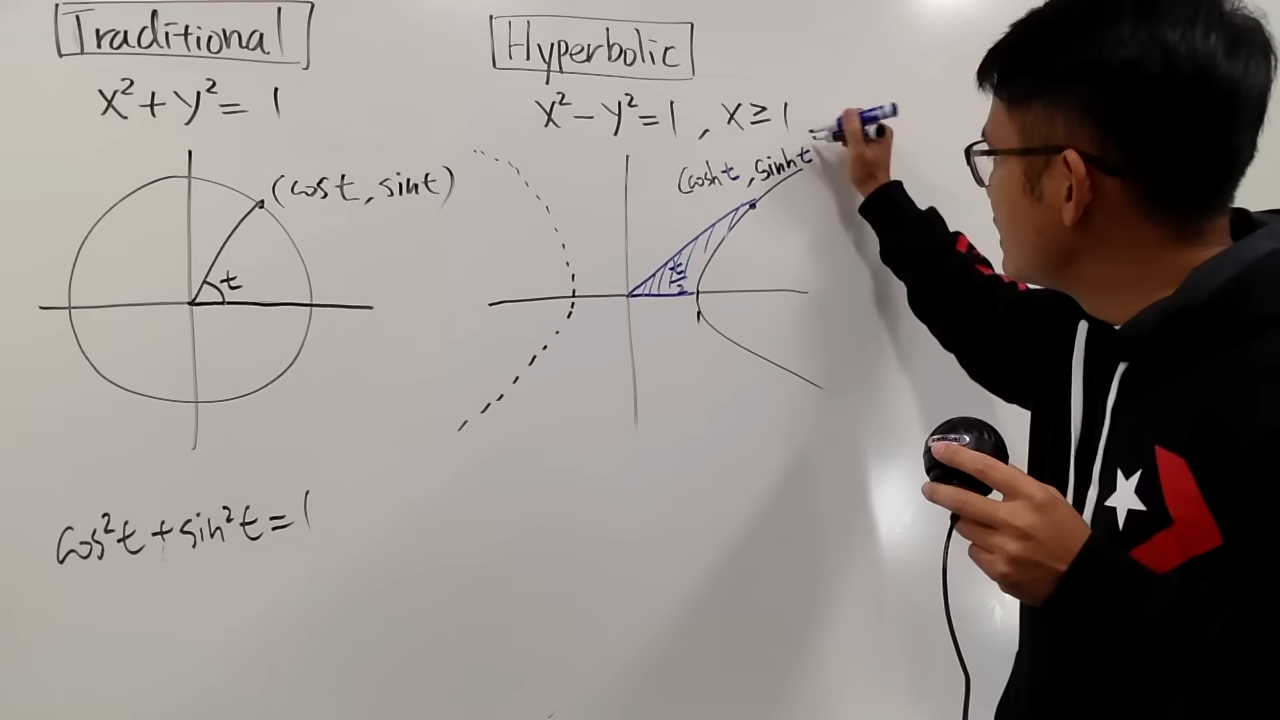 Traditional
x² + y² = 1
(cos t, sin t)
t
cos²t + sin²t = 1
Hyperbolic
x² − y² = 1, x ≥ 1
(cosh t, sinh t)
t/2